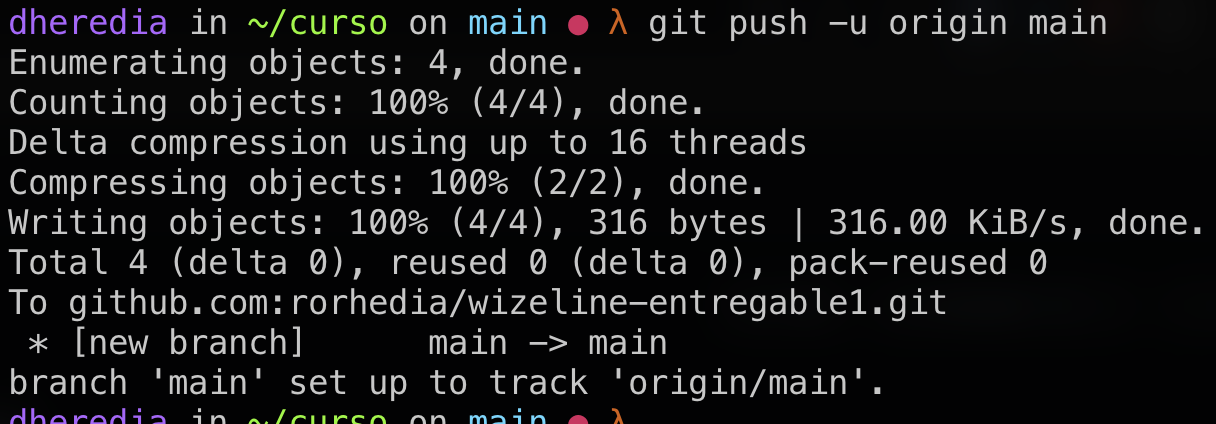 dheredia in ~/curso on main ● λ git push -u origin main
Enumerating objects: 4, done.
Counting objects: 100% (4/4), done.
Delta compression using up to 16 threads
Compressing objects: 100% (2/2), done.
Writing objects: 100% (4/4), 316 bytes | 316.00 KiB/s, done.
Total 4 (delta 0), reused 0 (delta 0), pack-reused 0
To github.com:rorhedia/wizeline-entregable1.git
 * [new branch]      main -> main
branch 'main' set up to track 'origin/main'.
dheredia in ~/curso on main ● λ